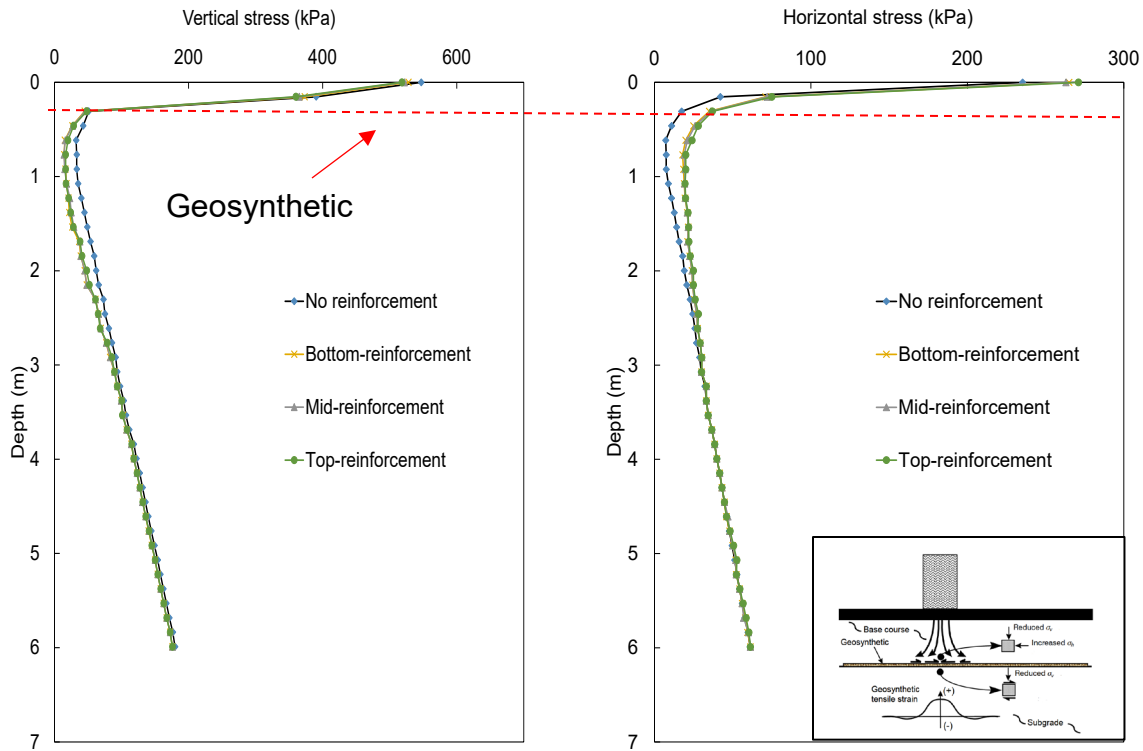 Vertical stress (kPa)
0 200 400 600
0
1
2
3
4
5
6
7
Depth (m)
Geosynthetic
No reinforcement
Bottom-reinforcement
Mid-reinforcement
Top-reinforcement
Horizontal stress (kPa)
0 100 200 300
0
1
2
3
4
5
6
7
Depth (m)
No reinforcement
Bottom-reinforcement
Mid-reinforcement
Top-reinforcement
Base course
Reduced σv
Increased σh
Geosynthetic
Reduced σv
Geosynthetic
tensile strain
(+)
(-)
Subgrade